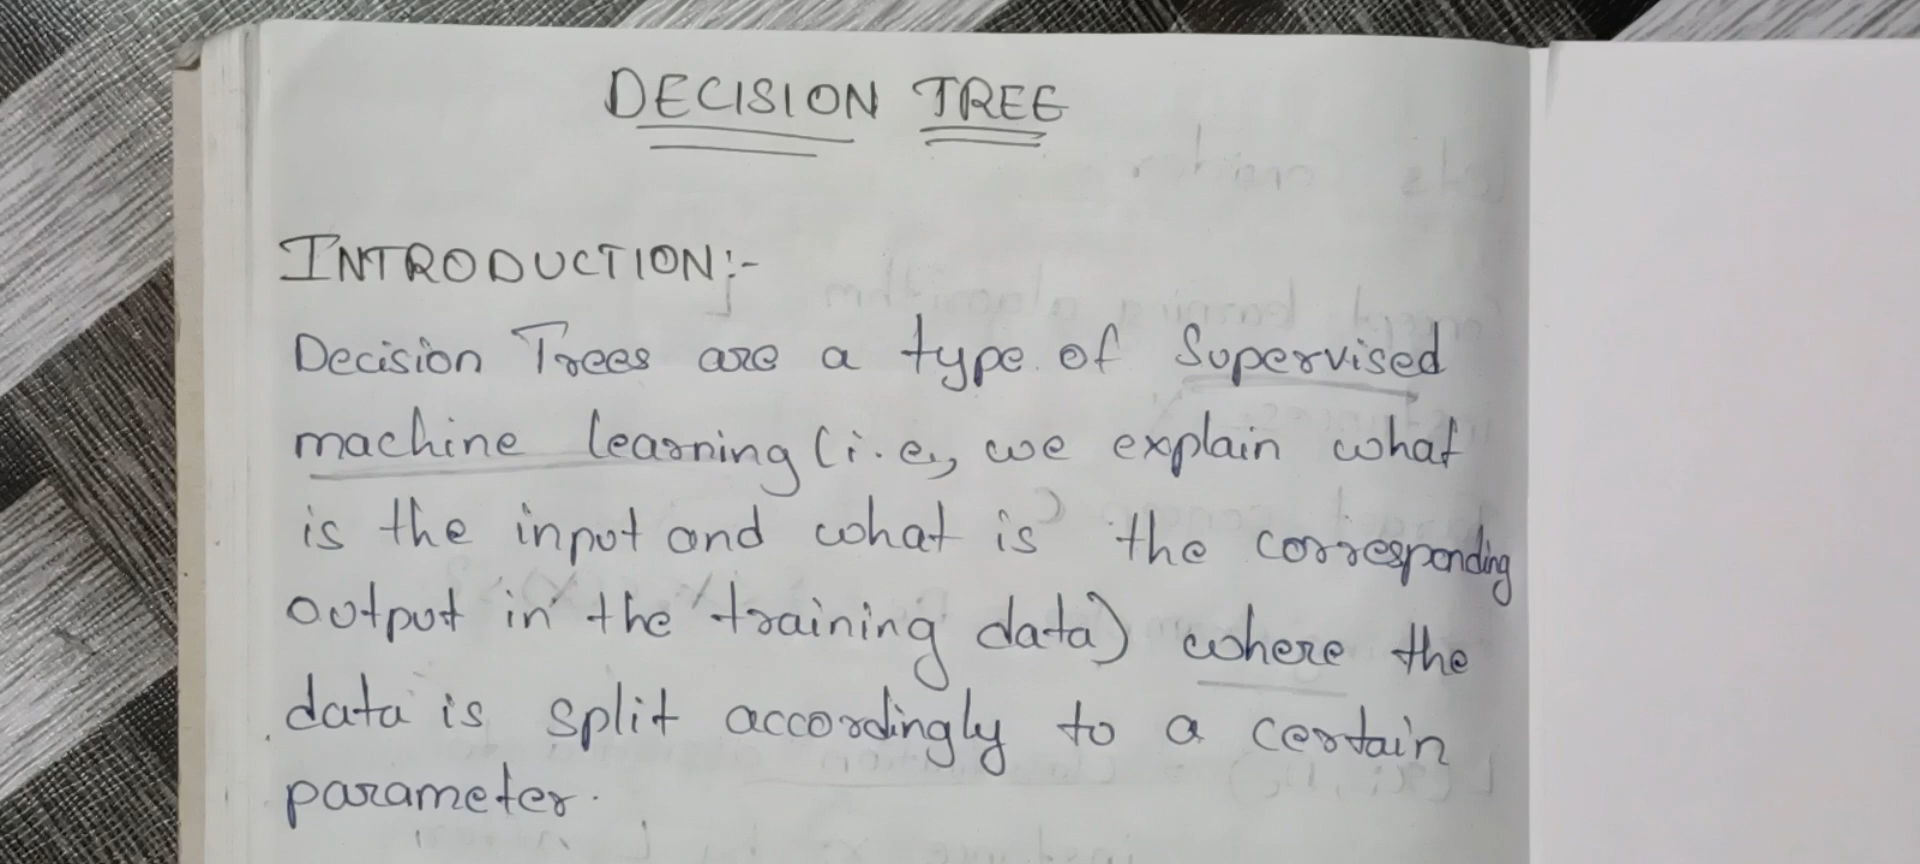 DECISION TREE
INTRODUCTION:-
Decision Trees are a type of Supervised
machine learning (i.e., we explain what
is the input and what is the corresponding
output in the training data) where the
data is split accordingly to a certain
parameter.